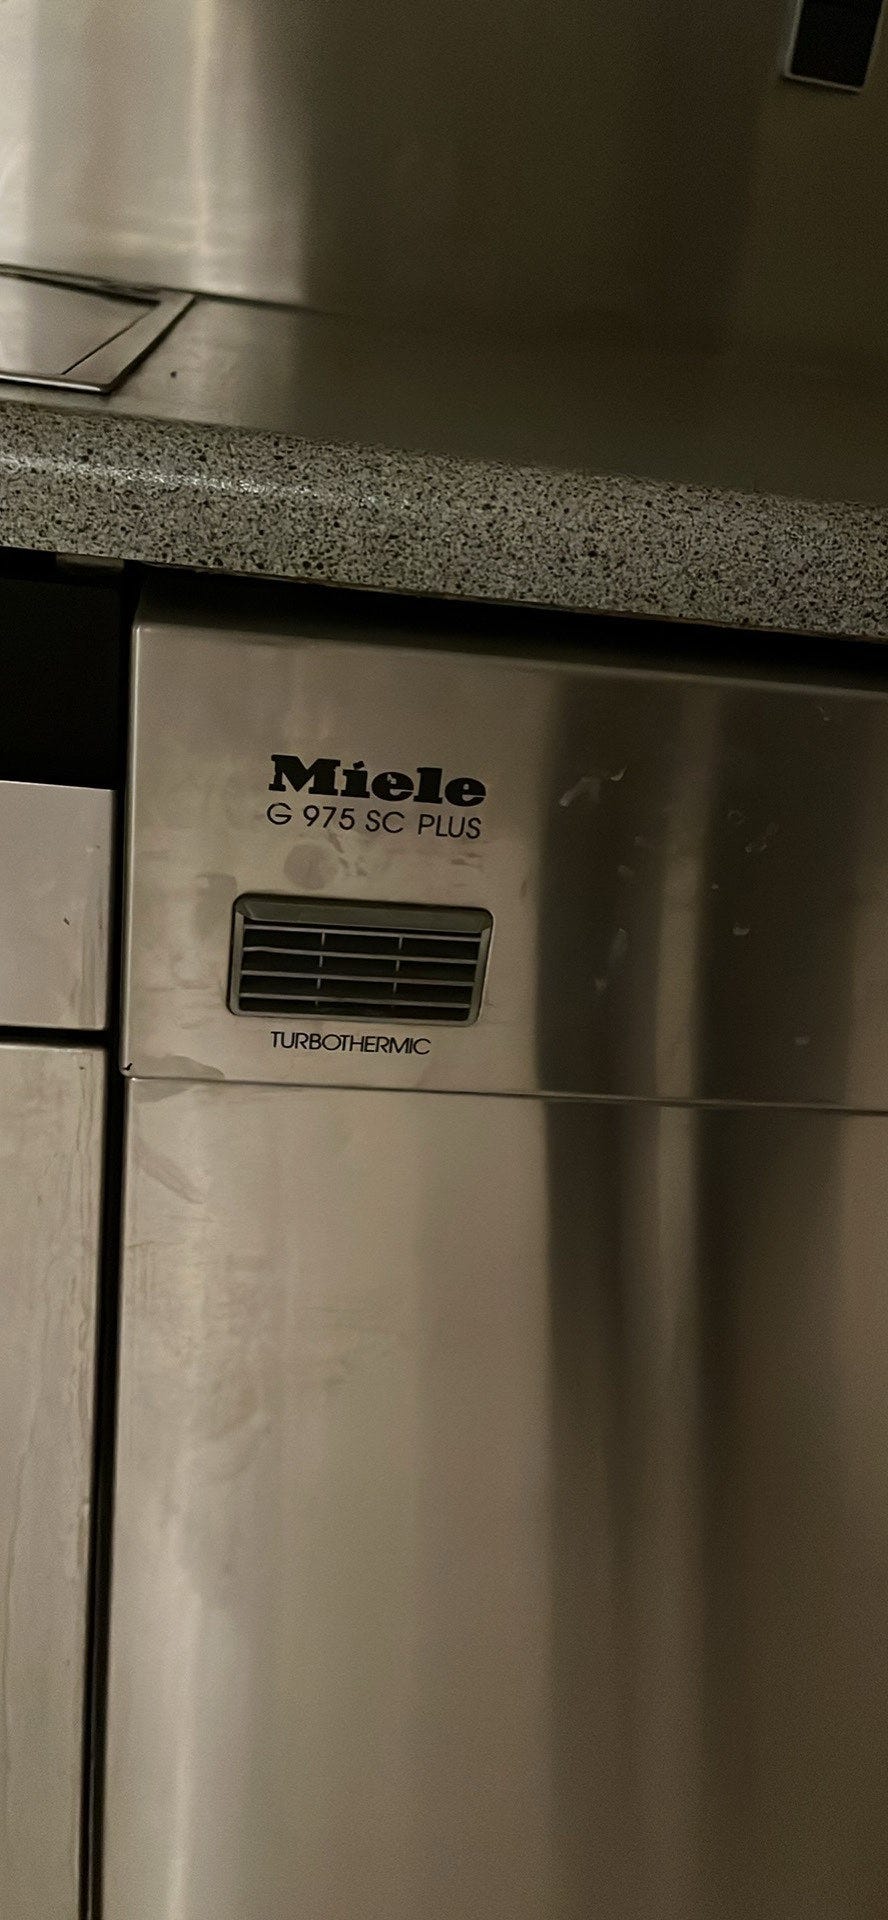 Miele
G 975 SC PLUS
TURBOTHERMIC